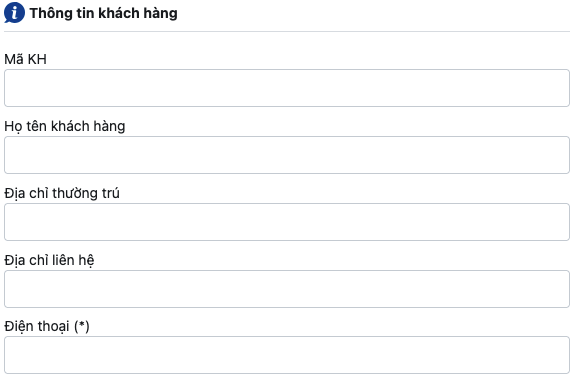 Thông tin khách hàng
Mã KH
Họ tên khách hàng
Địa chỉ thường trú
Địa chỉ liên hệ
Điện thoại (*)